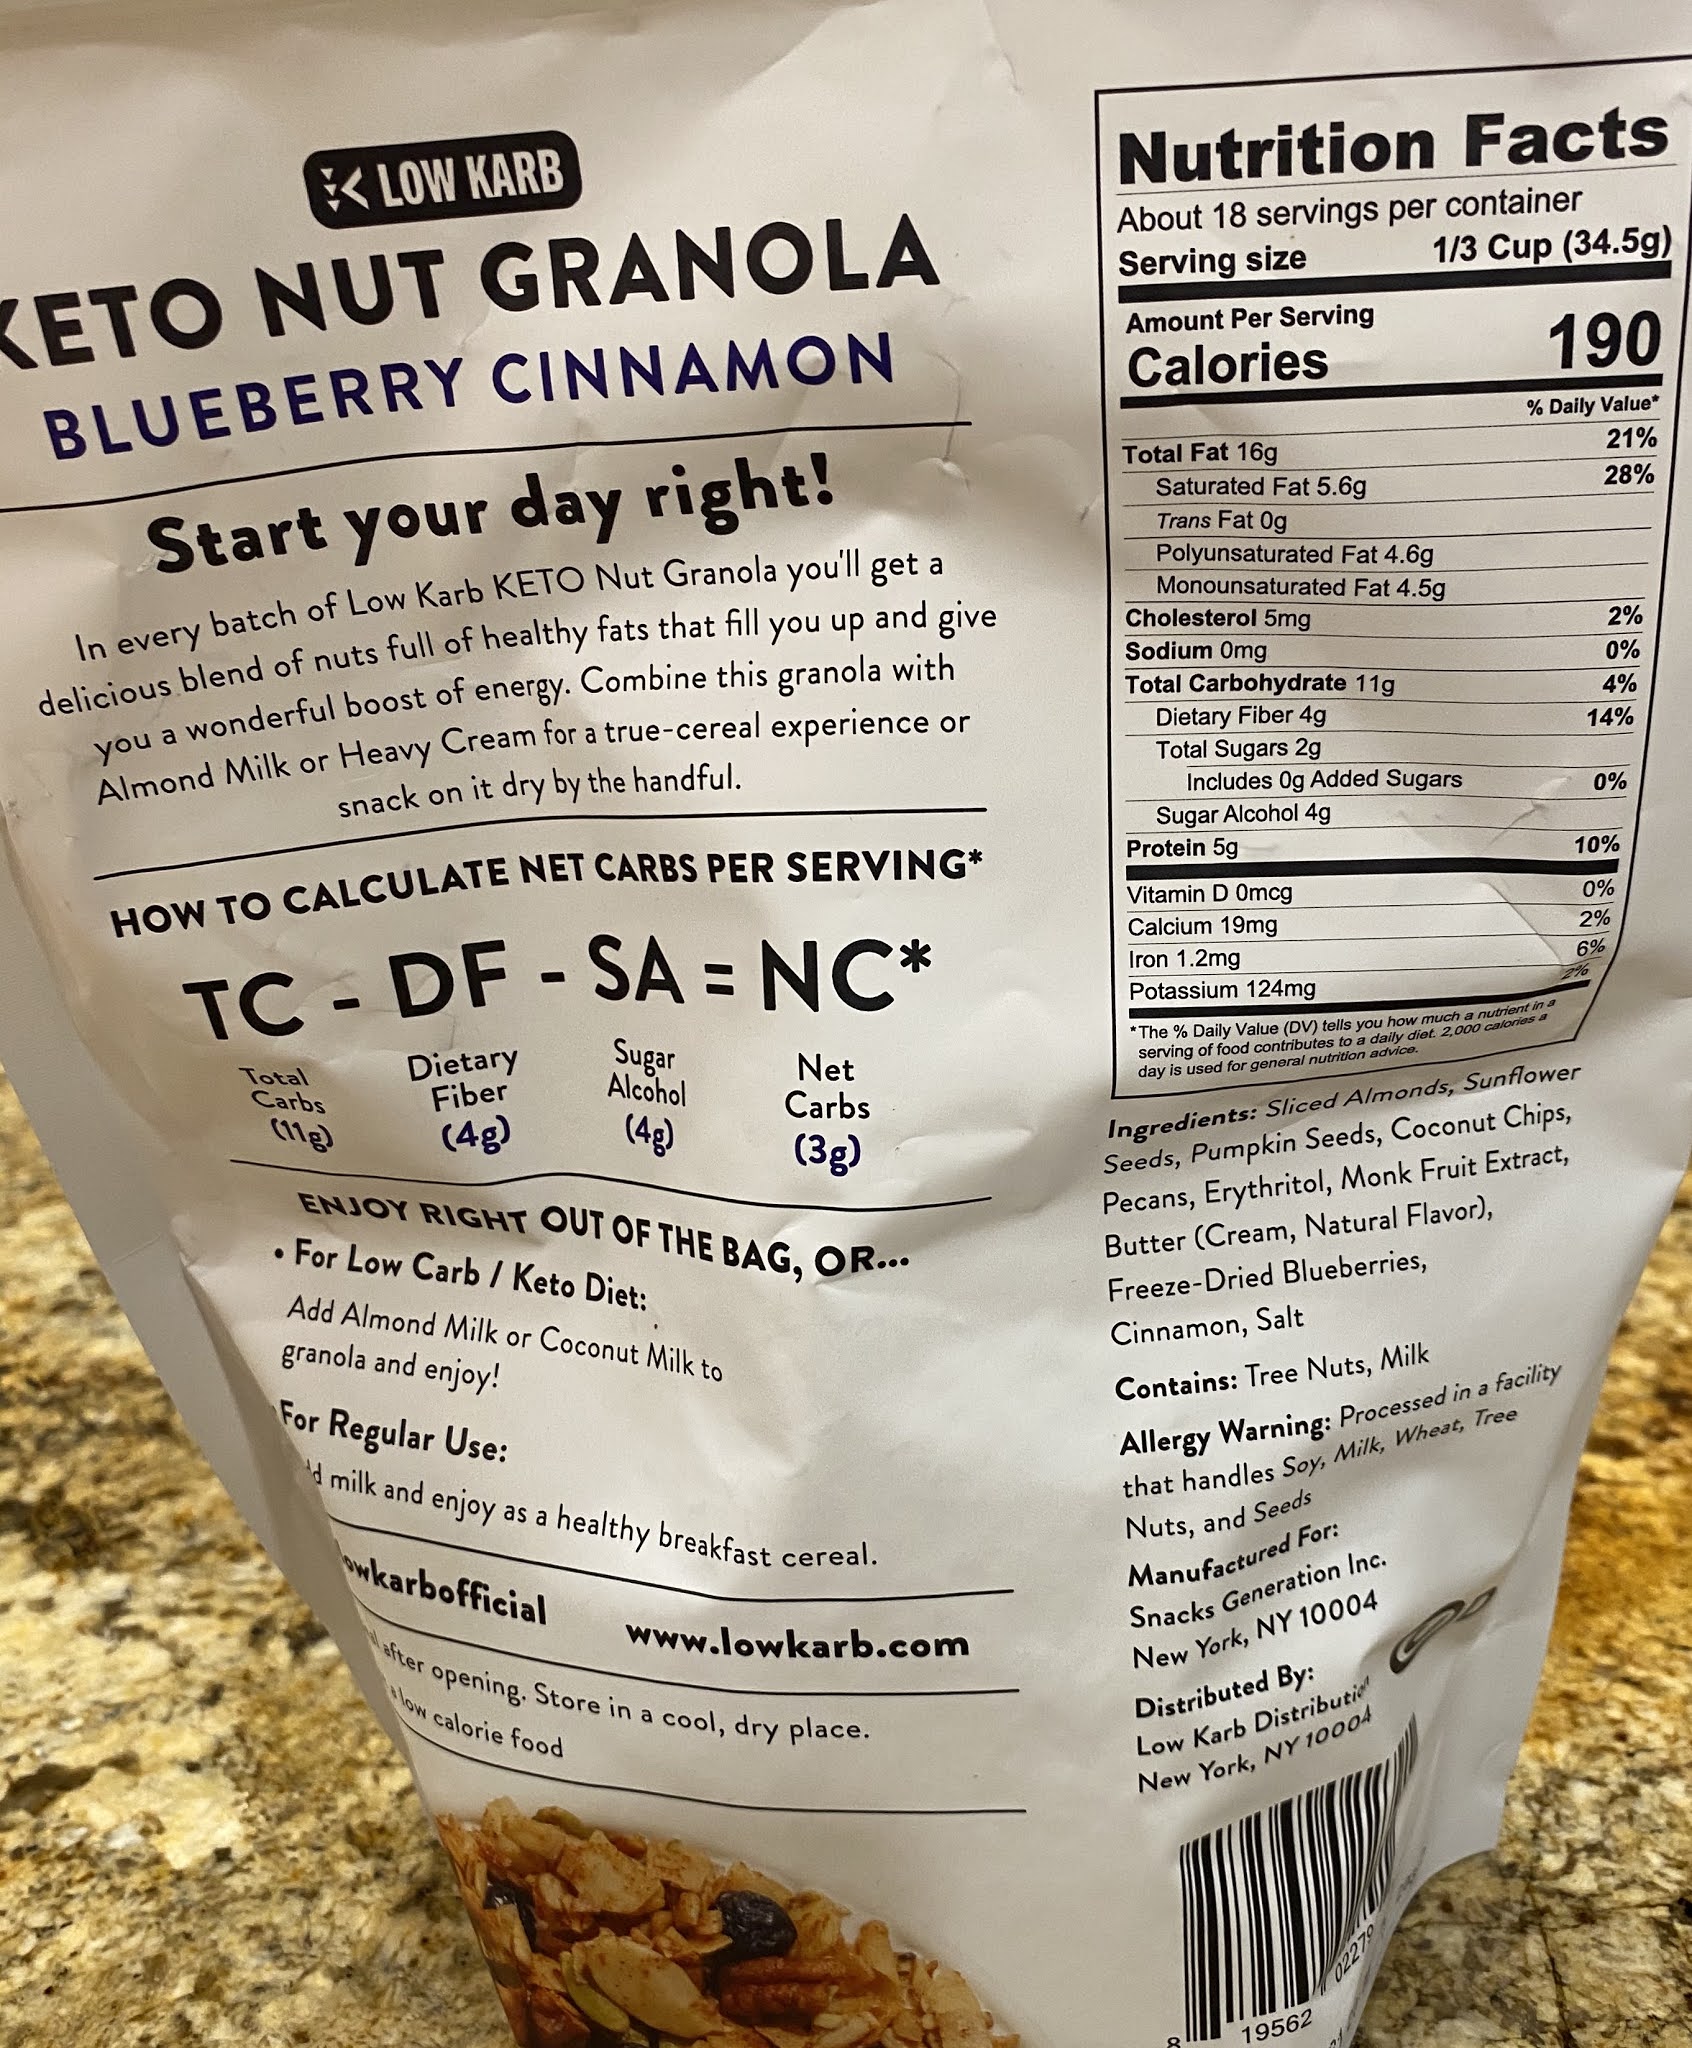 LOW KARB
KETO NUT GRANOLA
BLUEBERRY CINNAMON
Start your day right!
In every batch of Low Karb KETO Nut Granola you'll get a
delicious blend of nuts full of healthy fats that fill you up and give
you a wonderful boost of energy. Combine this granola with
Almond Milk or Heavy Cream for a true-cereal experience or
snack on it dry by the handful.
HOW TO CALCULATE NET CARBS PER SERVING*
TC - DF - SA = NC*
Total
Carbs
(11g)
Dietary
Fiber
(4g)
Sugar
Alcohol
(4g)
Net
Carbs
(3g)
ENJOY RIGHT OUT OF THE BAG, OR...
• For Low Carb / Keto Diet:
Add Almond Milk or Coconut Milk to
granola and enjoy!
For Regular Use:
milk and enjoy as a healthy breakfast cereal.
owkarbofficial
www.lowkarb.com
after opening. Store in a cool, dry place.
low calorie food
Nutrition Facts
About 18 servings per container
Serving size 1/3 Cup (34.5g)
Amount Per Serving
Calories 190
% Daily Value*
Total Fat 16g 21%
Saturated Fat 5.6g 28%
Trans Fat 0g
Polyunsaturated Fat 4.6g
Monounsaturated Fat 4.5g
Cholesterol 5mg 2%
Sodium 0mg 0%
Total Carbohydrate 11g 4%
Dietary Fiber 4g 14%
Total Sugars 2g
Includes 0g Added Sugars 0%
Sugar Alcohol 4g
Protein 5g 10%
Vitamin D 0mcg 0%
Calcium 19mg 2%
Iron 1.2mg 6%
Potassium 124mg 2%
*The % Daily Value (DV) tells you how much a nutrient in a
serving of food contributes to a daily diet. 2,000 calories a
day is used for general nutrition advice.
Ingredients: Sliced Almonds, Sunflower
Seeds, Pumpkin Seeds, Coconut Chips,
Pecans, Erythritol, Monk Fruit Extract,
Butter (Cream, Natural Flavor),
Freeze-Dried Blueberries,
Cinnamon, Salt
Contains: Tree Nuts, Milk
Allergy Warning: Processed in a facility
that handles Soy, Milk, Wheat, Tree
Nuts, and Seeds
Manufactured For:
Snacks Generation Inc.
New York, NY 10004
Distributed By:
Low Karb Distribution
New York, NY 10004
8 19562 02279